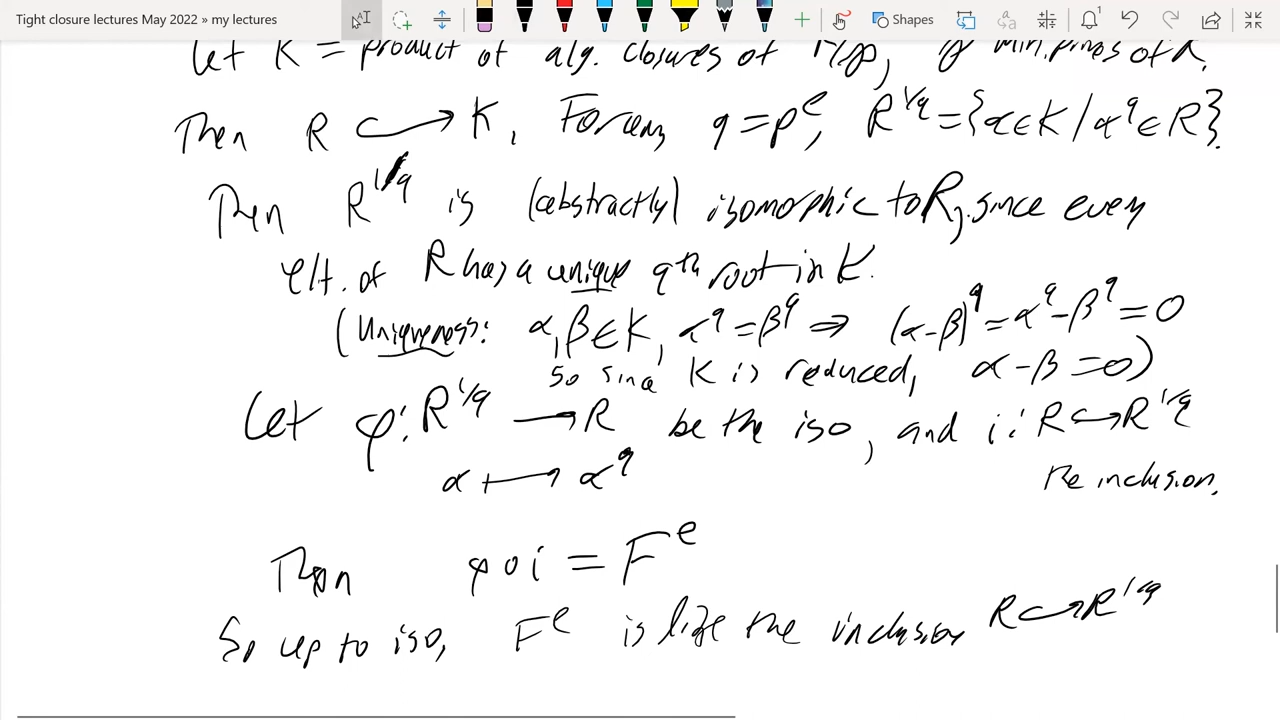 Tight closure lectures May 2022 » my lectures
Shapes
Let K = product of alg. closures of R/p, p min. primes of R.
Then R ↪ K. For any q = p^e, R^{1/q} = {α ∈ K / α^q ∈ R}.
Then R^{1/q} is (abstractly) isomorphic to R, since every
elt. of R has a unique qth root in K.
(Uniqueness: α, β ∈ K, α^q = β^q ⇒ (α-β)^q = α^q - β^q = 0
so since K is reduced, α - β = 0)
Let φ: R^{1/q} → R be the iso, and i: R ↪ R^{1/q}
α ↦ α^q the inclusion.
Then φ∘i = F^e
So up to iso, F^e is like the inclusion R ↪ R^{1/q}